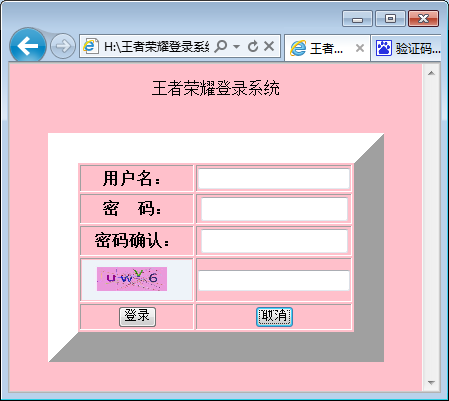 H:\王者荣耀登录系统
王者...
验证码...
王者荣耀登录系统
用户名：
密 码：
密码确认：
uwY6
登录
取消